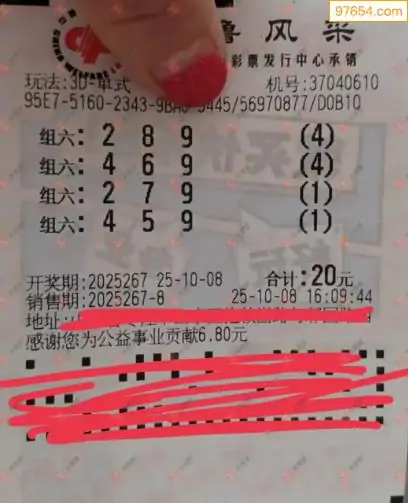 97654.com
鲁风采
彩票发行中心承销
玩法:3D-单式 机号:37040610
95E7-5160-2343-9BA 5445/56970877/D0B10
组六: 2 8 9 (4)
组六: 4 6 9 (4)
组六: 2 7 9 (1)
组六: 4 5 9 (1)
开奖期:2025267 25-10-08 合计:20元
销售期:2025267-8 25-10-08 16:09:44
地址:
感谢您为公益事业贡献6.80元